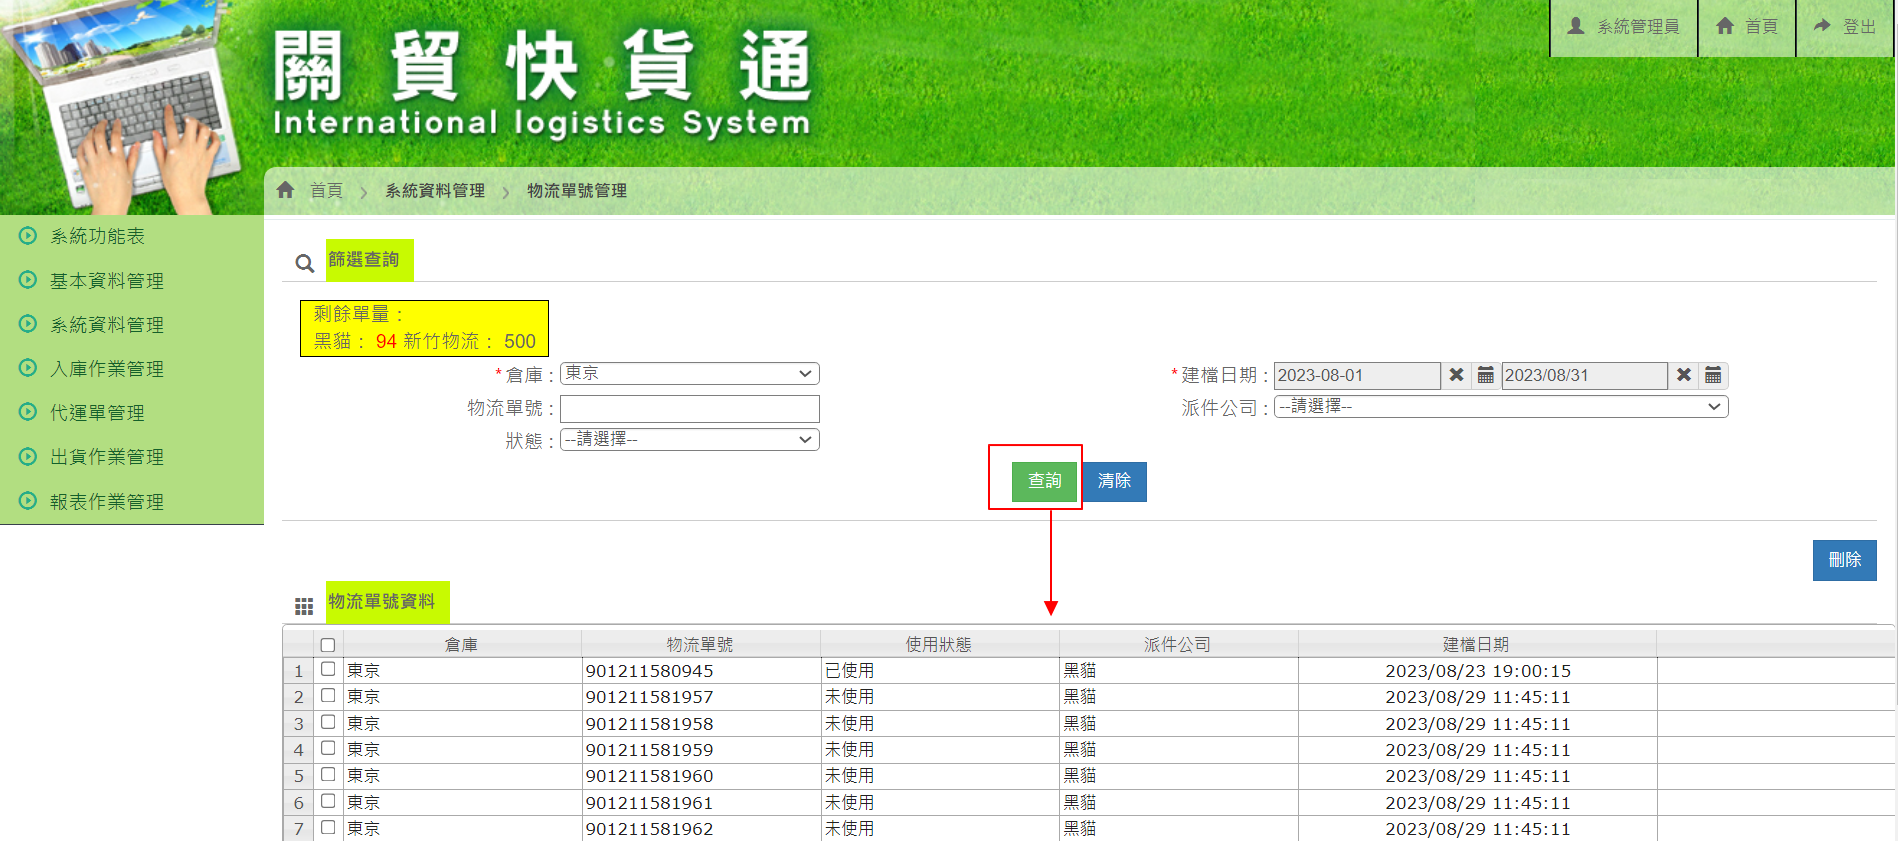 關貿快貨通
International logistics System
系統管理員 首頁 登出
首頁 系統資料管理 物流單號管理
系統功能表
基本資料管理
系統資料管理
入庫作業管理
代運單管理
出貨作業管理
報表作業管理
篩選查詢
剩餘單量：
黑貓： 94 新竹物流： 500
*倉庫： 東京
*建檔日期： 2023-08-01 2023/08/31
物流單號：
派件公司： --請選擇--
狀態： --請選擇--
查詢 清除
刪除
物流單號資料
倉庫 物流單號 使用狀態 派件公司 建檔日期
1 東京 901211580945 已使用 黑貓 2023/08/23 19:00:15
2 東京 901211581957 未使用 黑貓 2023/08/29 11:45:11
3 東京 901211581958 未使用 黑貓 2023/08/29 11:45:11
4 東京 901211581959 未使用 黑貓 2023/08/29 11:45:11
5 東京 901211581960 未使用 黑貓 2023/08/29 11:45:11
6 東京 901211581961 未使用 黑貓 2023/08/29 11:45:11
7 東京 901211581962 未使用 黑貓 2023/08/29 11:45:11